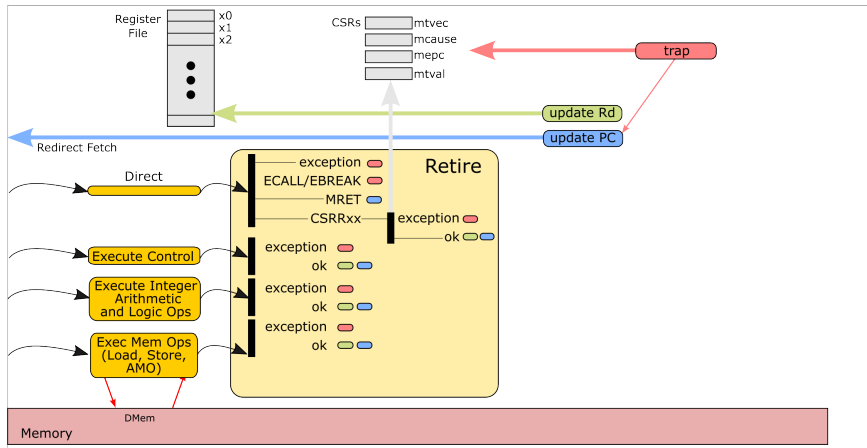 Register
File
x0
x1
x2
CSRs
mtvec
mcause
mepc
mtval
trap
update Rd
update PC
Redirect Fetch
Retire
Direct
exception
ECALL/EBREAK
MRET
CSRRxx
exception
ok
Execute Control
exception
ok
Execute Integer
Arithmetic
and Logic Ops
exception
ok
Exec Mem Ops
(Load, Store,
AMO)
exception
ok
DMem
Memory